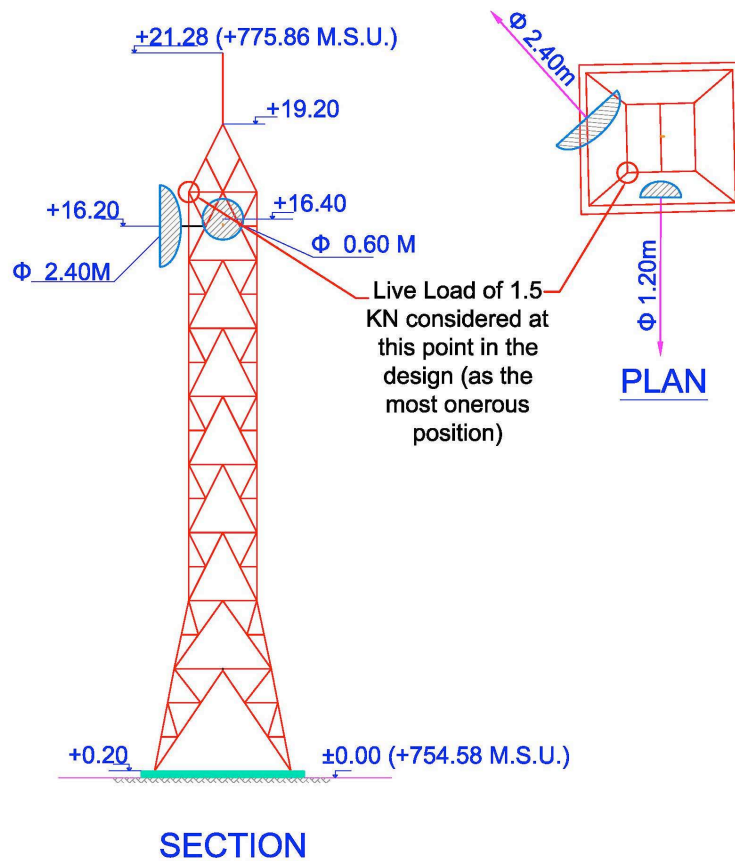 +21.28 (+775.86 M.S.U.)
+19.20
+16.20
+16.40
Φ 0.60 M
Φ 2.40M
Φ 2.40m
Φ 1.20m
Live Load of 1.5
KN considered at
this point in the
design (as the
most onerous
position)
PLAN
+0.20
±0.00 (+754.58 M.S.U.)
SECTION